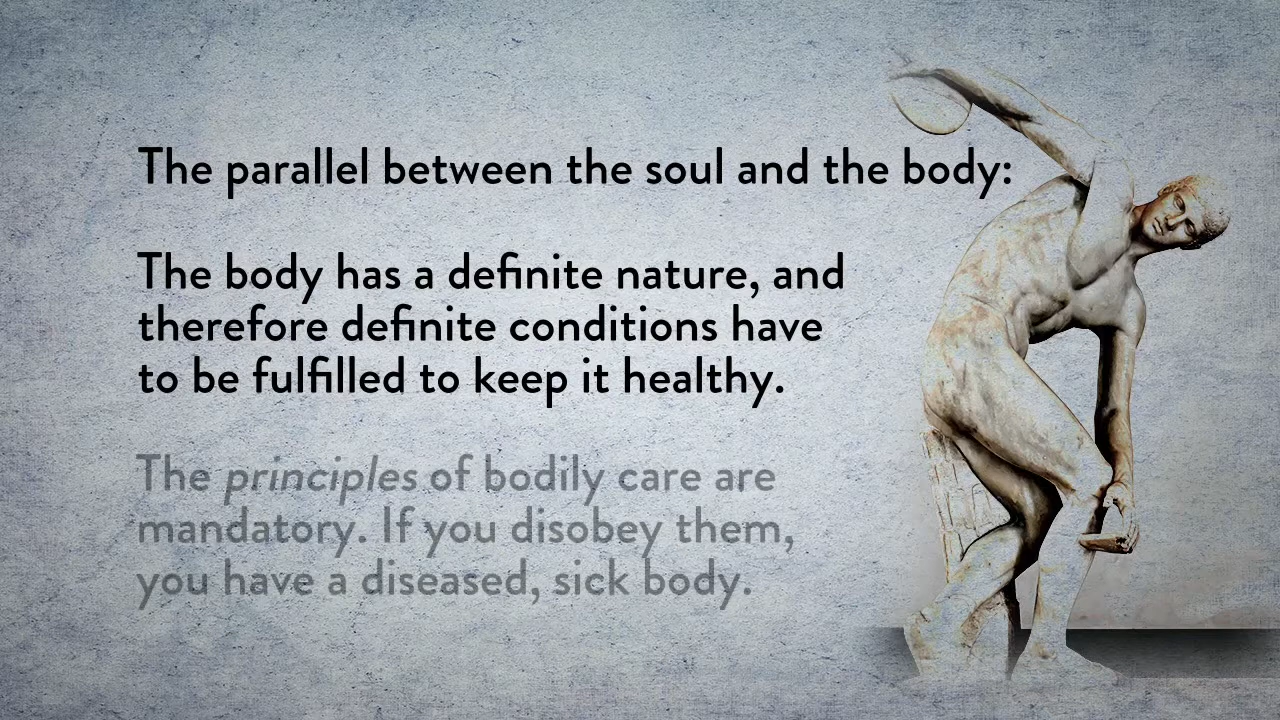 The parallel between the soul and the body:
The body has a definite nature, and
therefore definite conditions have
to be fulfilled to keep it healthy.
The principles of bodily care are
mandatory. If you disobey them,
you have a diseased, sick body.